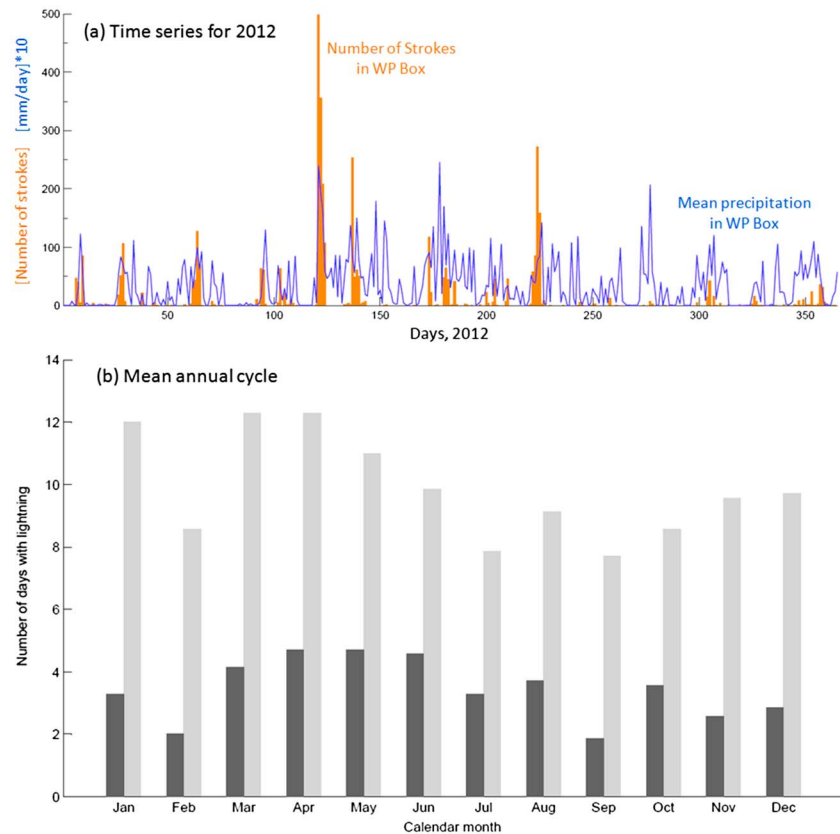 (a) Time series for 2012
Number of Strokes
in WP Box
Mean precipitation
in WP Box
[Number of strokes] [mm/day]*10
500
400
300
200
100
0
50
100
150
200
250
300
350
Days, 2012
(b) Mean annual cycle
Number of days with lightning
14
12
10
8
6
4
2
0
Jan Feb Mar Apr May Jun Jul Aug Sep Oct Nov Dec
Calendar month